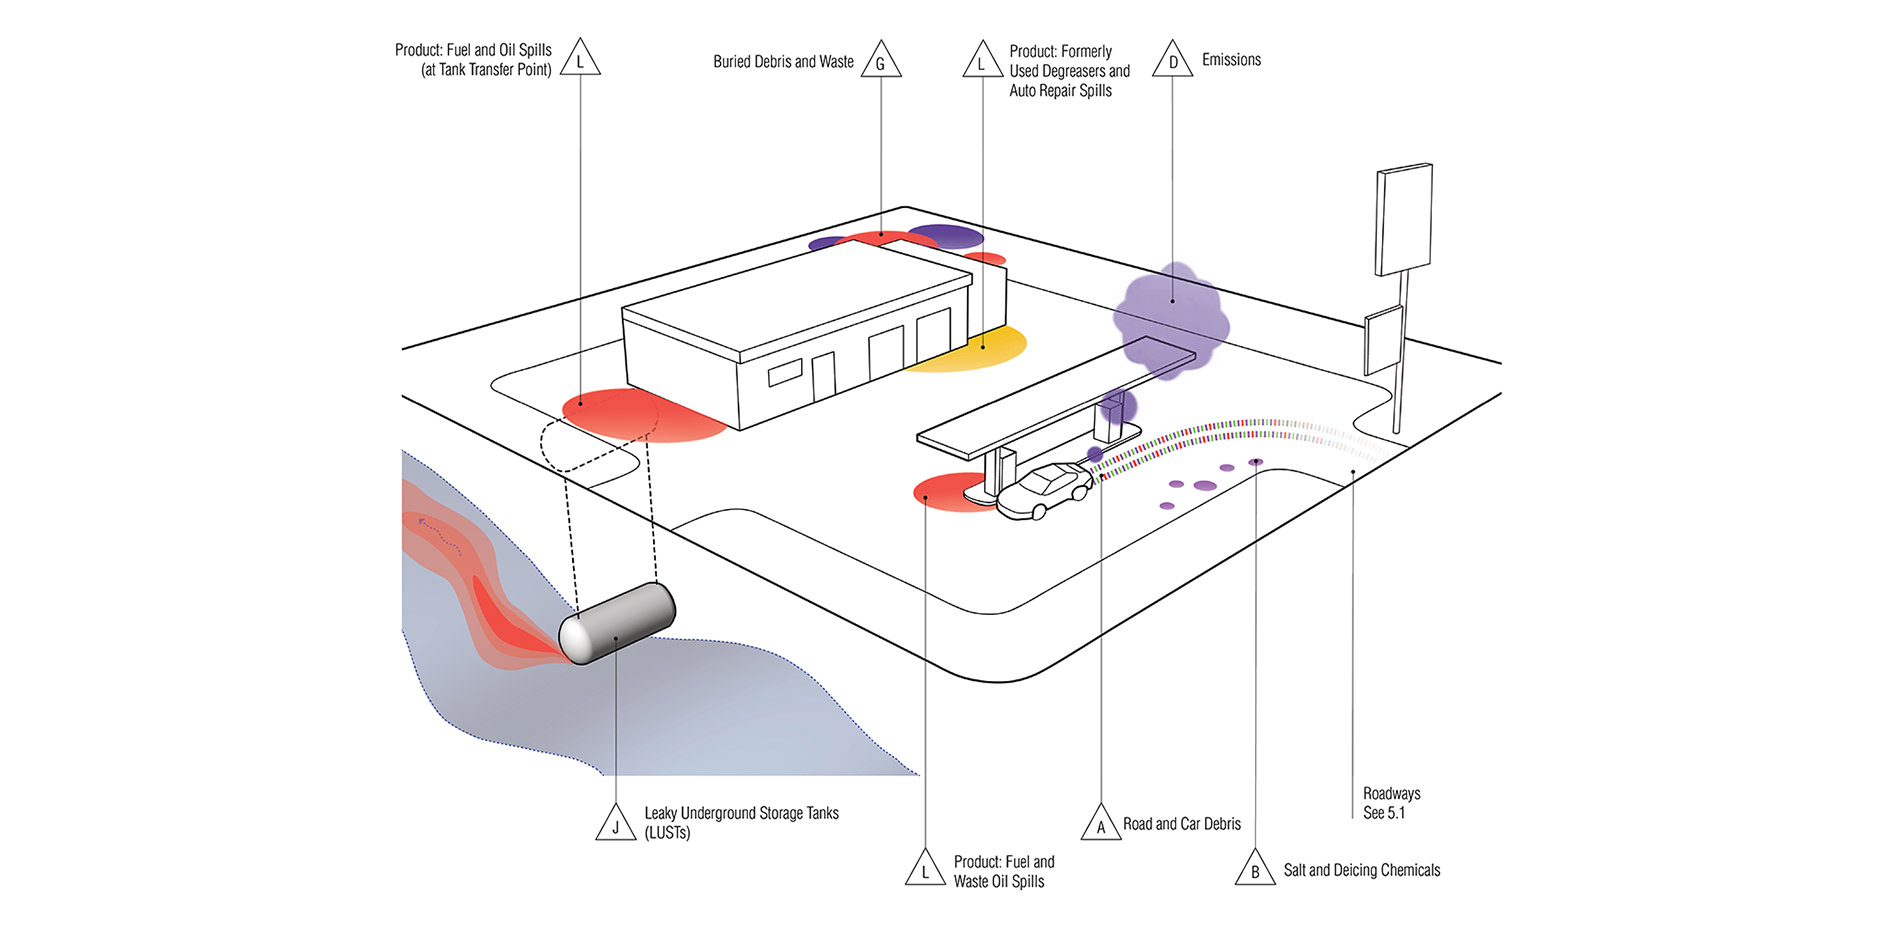 Product: Fuel and Oil Spills
(at Tank Transfer Point)
L
Buried Debris and Waste
G
L
Product: Formerly
Used Degreasers and
Auto Repair Spills
D
Emissions
J
Leaky Underground Storage Tanks
(LUSTs)
L
Product: Fuel and
Waste Oil Spills
A
Road and Car Debris
B
Salt and Deicing Chemicals
Roadways
See 5.1